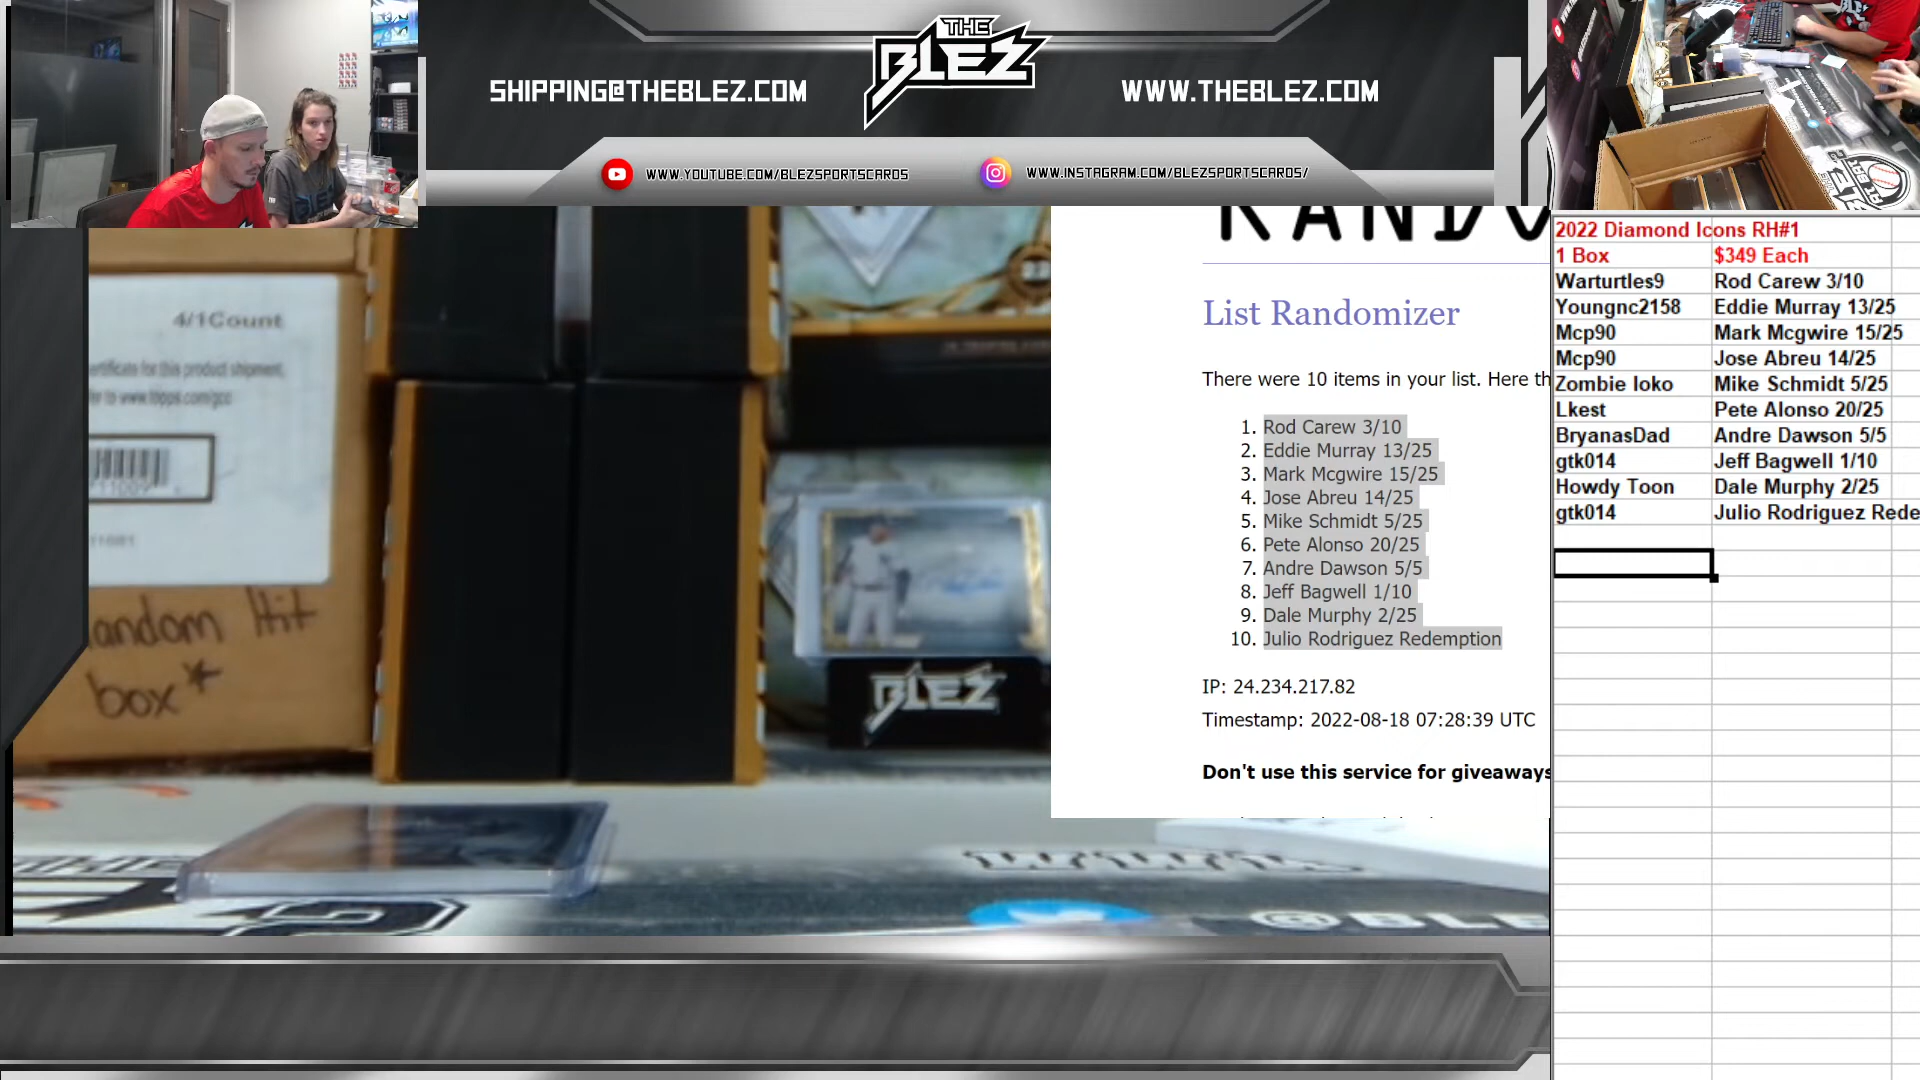 THE
BLEZ
SHIPPING@THEBLEZ.COM
WWW.THEBLEZ.COM
WWW.YOUTUBE.COM/BLEZSPORTSCARDS
WWW.INSTAGRAM.COM/BLEZSPORTSCARDS/
4/1Count
certificate for this product shipment,
andom Hit
box*
BLEZ
@BLE
RANDO
List Randomizer
There were 10 items in your list. Here th
1. Rod Carew 3/10
2. Eddie Murray 13/25
3. Mark Mcgwire 15/25
4. Jose Abreu 14/25
5. Mike Schmidt 5/25
6. Pete Alonso 20/25
7. Andre Dawson 5/5
8. Jeff Bagwell 1/10
9. Dale Murphy 2/25
10. Julio Rodriguez Redemption
IP: 24.234.217.82
Timestamp: 2022-08-18 07:28:39 UTC
Don't use this service for giveaways
2022 Diamond Icons RH#1
1 Box $349 Each
Warturtles9 Rod Carew 3/10
Youngnc2158 Eddie Murray 13/25
Mcp90 Mark Mcgwire 15/25
Mcp90 Jose Abreu 14/25
Zombie loko Mike Schmidt 5/25
Lkest Pete Alonso 20/25
BryanasDad Andre Dawson 5/5
gtk014 Jeff Bagwell 1/10
Howdy Toon Dale Murphy 2/25
gtk014 Julio Rodriguez Rede